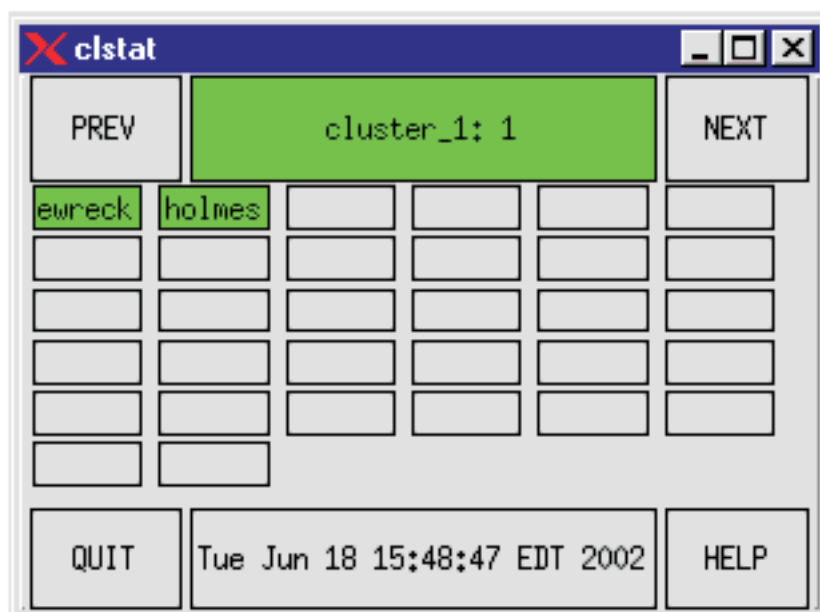 clstat
PREV
cluster_1: 1
NEXT
ewreck
holmes
QUIT
Tue Jun 18 15:48:47 EDT 2002
HELP